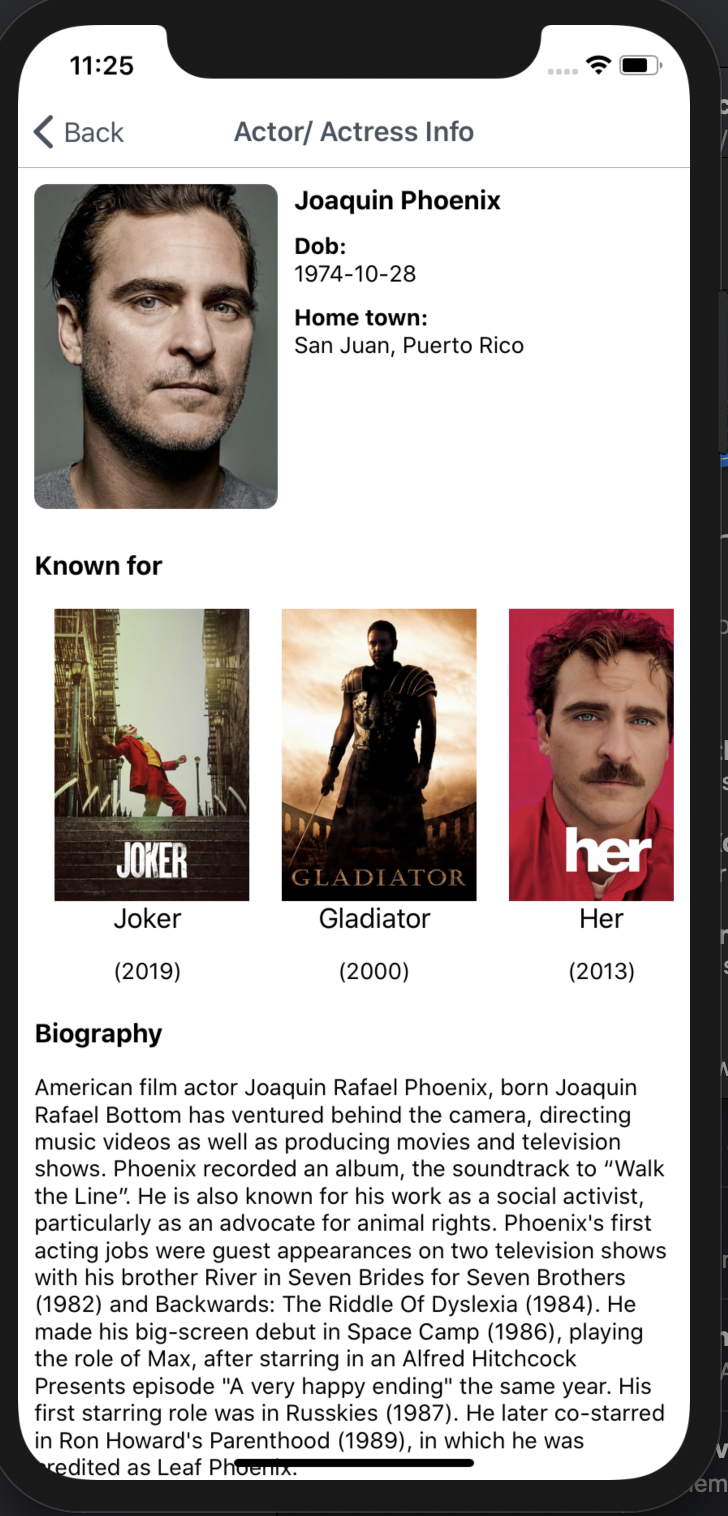 11:25
Back
Actor/ Actress Info
Joaquin Phoenix
Dob:
1974-10-28
Home town:
San Juan, Puerto Rico
Known for
JOKER
GLADIATOR
her
Joker
Gladiator
Her
(2019)
(2000)
(2013)
Biography
American film actor Joaquin Rafael Phoenix, born Joaquin
Rafael Bottom has ventured behind the camera, directing
music videos as well as producing movies and television
shows. Phoenix recorded an album, the soundtrack to “Walk
the Line”. He is also known for his work as a social activist,
particularly as an advocate for animal rights. Phoenix's first
acting jobs were guest appearances on two television shows
with his brother River in Seven Brides for Seven Brothers
(1982) and Backwards: The Riddle Of Dyslexia (1984). He
made his big-screen debut in Space Camp (1986), playing
the role of Max, after starring in an Alfred Hitchcock
Presents episode "A very happy ending" the same year. His
first starring role was in Russkies (1987). He later co-starred
in Ron Howard's Parenthood (1989), in which he was
credited as Leaf Phoenix.